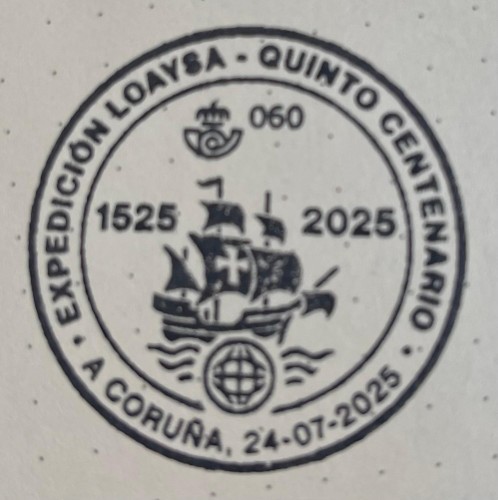 EXPEDICIÓN LOAYSA - QUINTO CENTENARIO
060
1525 2025
A CORUÑA, 24-07-2025